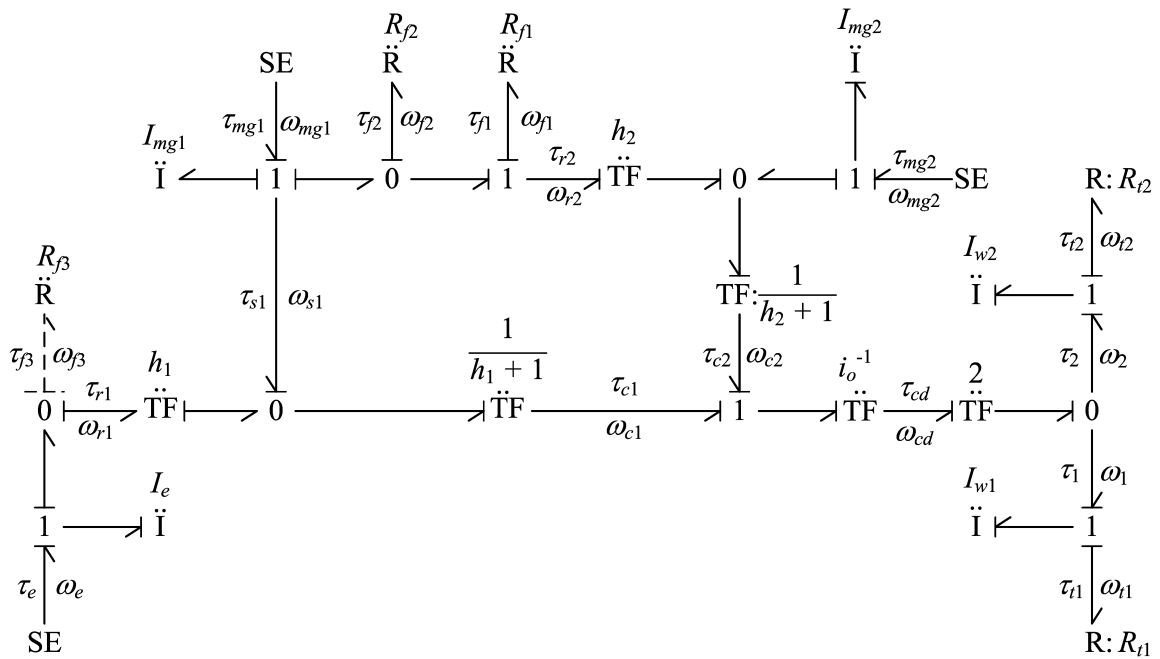 R_{f2} R_{f1} I_{mg2}
SE R̈ R̈ Ï
I_{mg1} τ_{mg1} ω_{mg1} τ_{f2} ω_{f2} τ_{f1} ω_{f1} h_2
τ_{r2} τ_{mg2}
Ï 1 0 1 T̈F 0 1 SE R: R_{t2}
ω_{r2} ω_{mg2}
τ_{t2} ω_{t2}
R_{f3} I_{w2}
R̈ τ_{s1} ω_{s1} TF: 1/(h_2 + 1) Ï 1
τ_{f3} ω_{f3} h_1 1/(h_1 + 1) τ_{c2} ω_{c2} i_o^{-1} 2 τ_2 ω_2
τ_{r1} τ_{c1} τ_{cd}
0 T̈F 0 T̈F 1 T̈F T̈F 0
ω_{r1} ω_{c1} ω_{cd}
τ_1 ω_1
I_e I_{w1}
1 Ï Ï 1
τ_e ω_e τ_{t1} ω_{t1}
SE R: R_{t1}